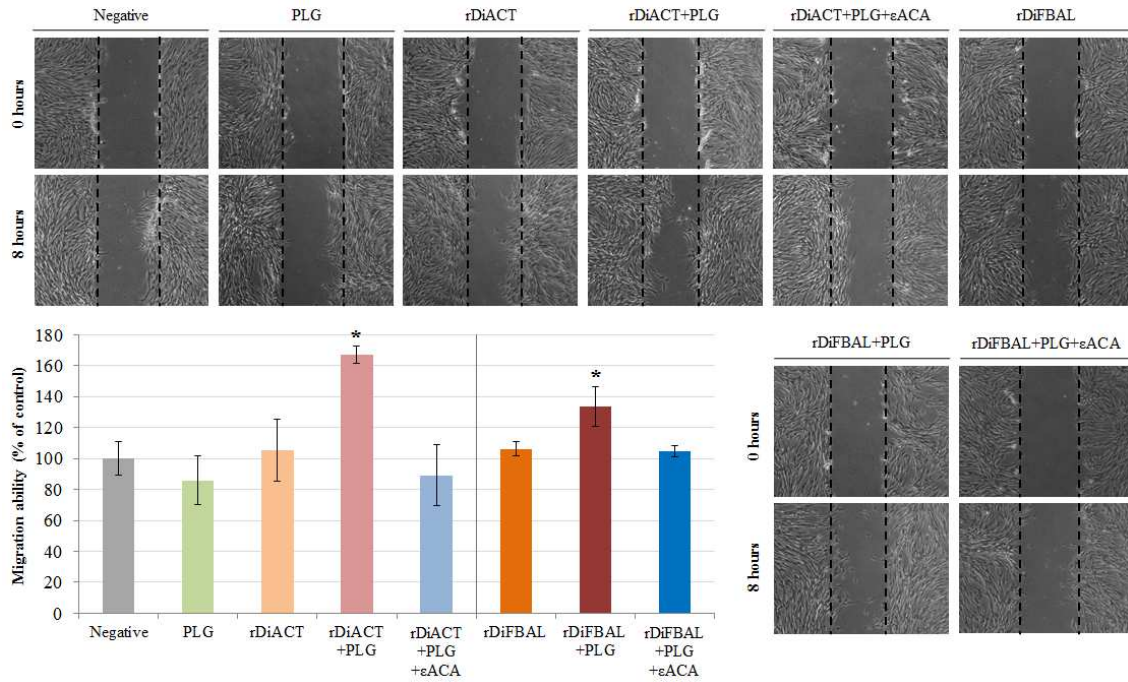 Negative PLG rDiACT rDiACT+PLG rDiACT+PLG+εACA rDiFBAL
0 hours
8 hours
Migration ability (% of control)
180
160
140
120
100
80
60
40
20
0
*
*
Negative PLG rDiACT rDiACT rDiACT rDiFBAL rDiFBAL rDiFBAL
+PLG +PLG +PLG +PLG
+εACA +εACA
rDiFBAL+PLG rDiFBAL+PLG+εACA
0 hours
8 hours